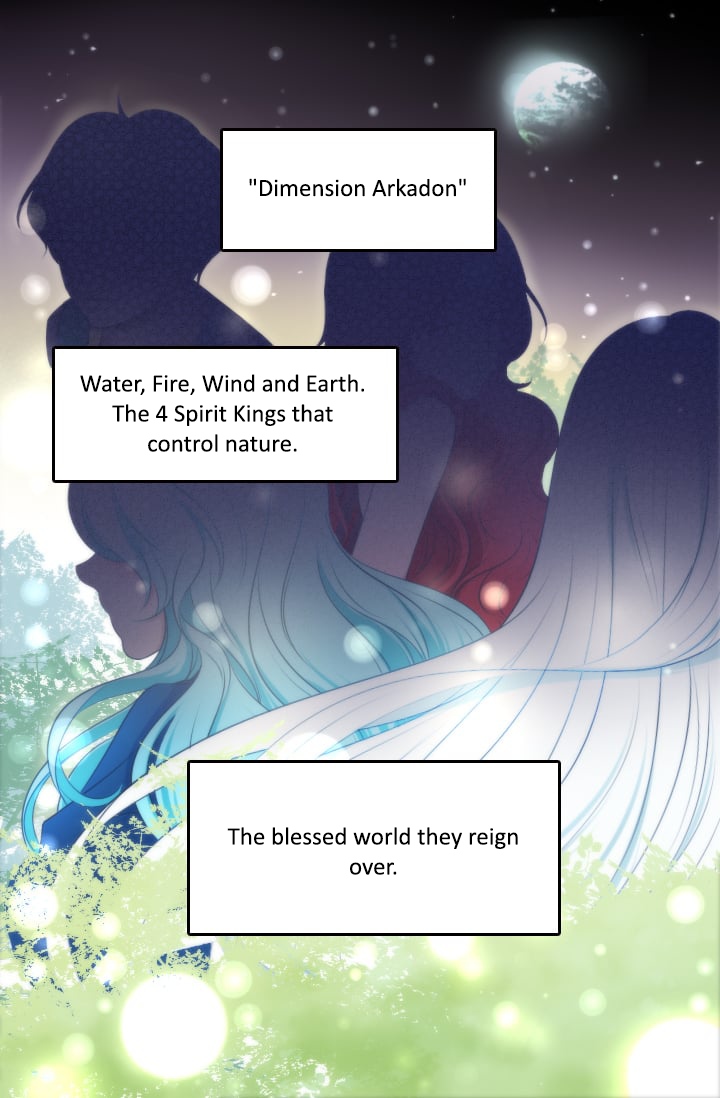 "Dimension Arkadon"
Water, Fire, Wind and Earth.
The 4 Spirit Kings that
control nature.
The blessed world they reign
over.